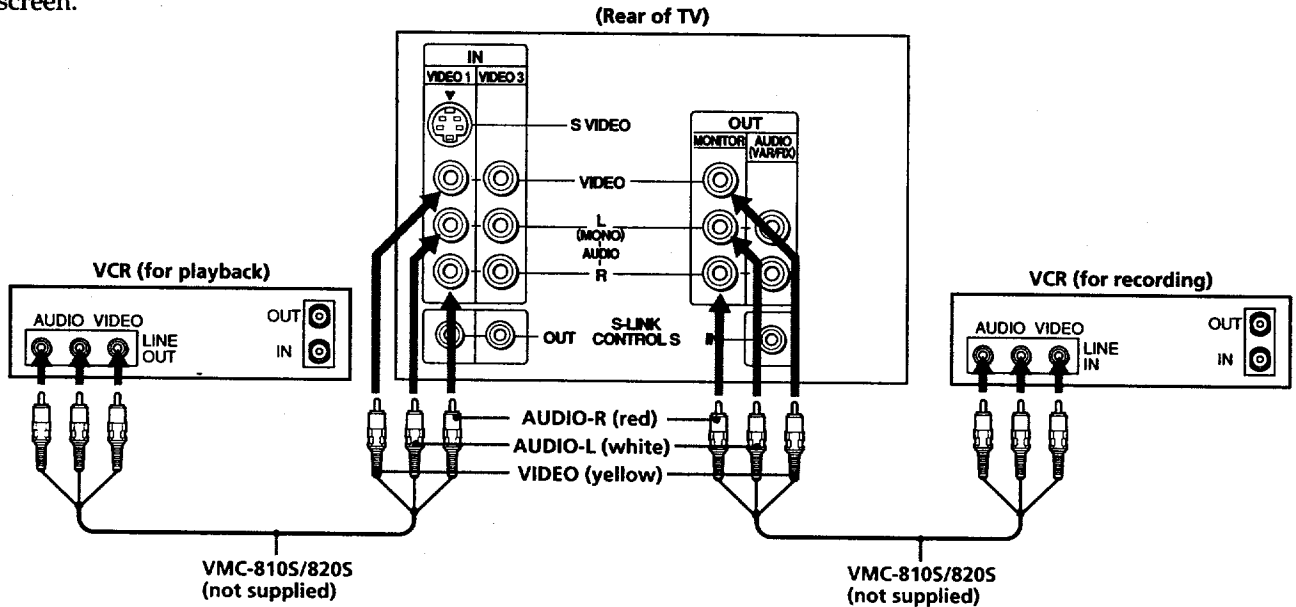 screen.
(Rear of TV)
IN
VIDEO 1 VIDEO 3
S VIDEO
OUT
MONITOR AUDIO
(VAR/FIX)
VIDEO
L
(MONO)
AUDIO
R
OUT S-LINK
CONTROL S IN
VCR (for playback)
AUDIO VIDEO
LINE
OUT
OUT
IN
VCR (for recording)
AUDIO VIDEO
LINE
IN
OUT
IN
AUDIO-R (red)
AUDIO-L (white)
VIDEO (yellow)
VMC-810S/820S
(not supplied)
VMC-810S/820S
(not supplied)